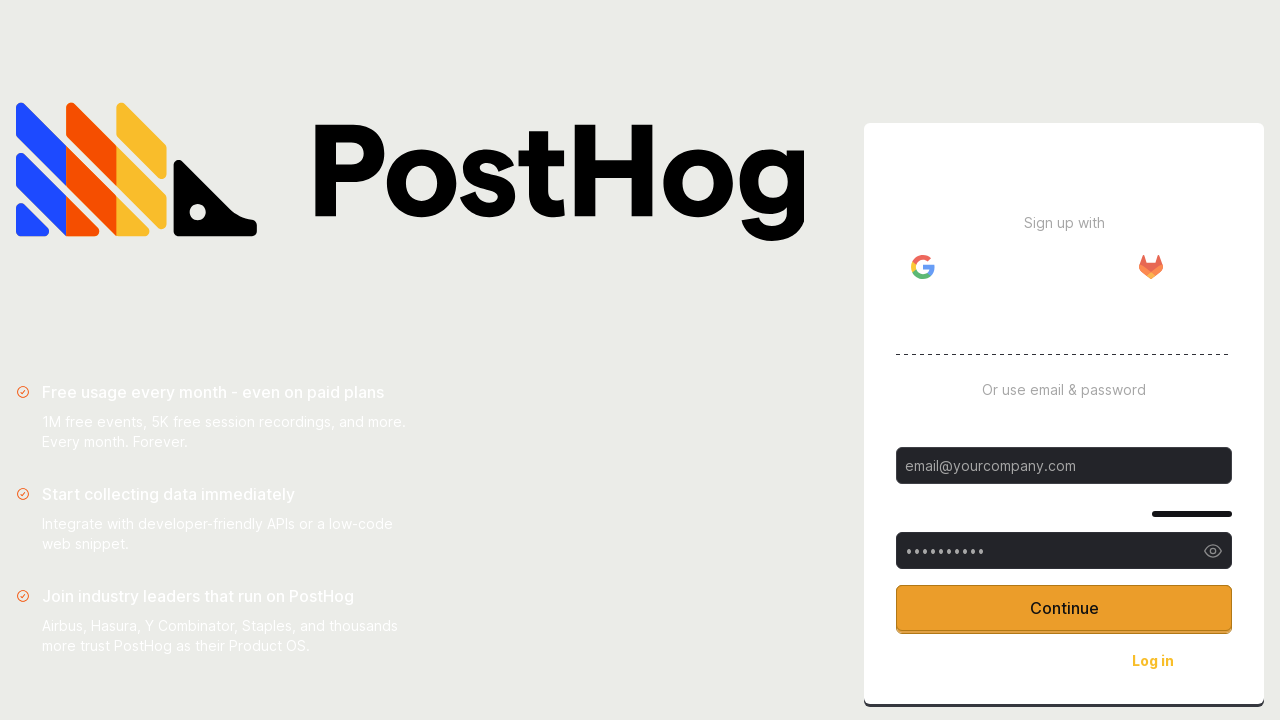 PostHog
Free usage every month - even on paid plans
1M free events, 5K free session recordings, and more.
Every month. Forever.
Start collecting data immediately
Integrate with developer-friendly APIs or a low-code
web snippet.
Join industry leaders that run on PostHog
Airbus, Hasura, Y Combinator, Staples, and thousands
more trust PostHog as their Product OS.
Sign up with
Or use email & password
email@yourcompany.com
••••••••••
Continue
Log in